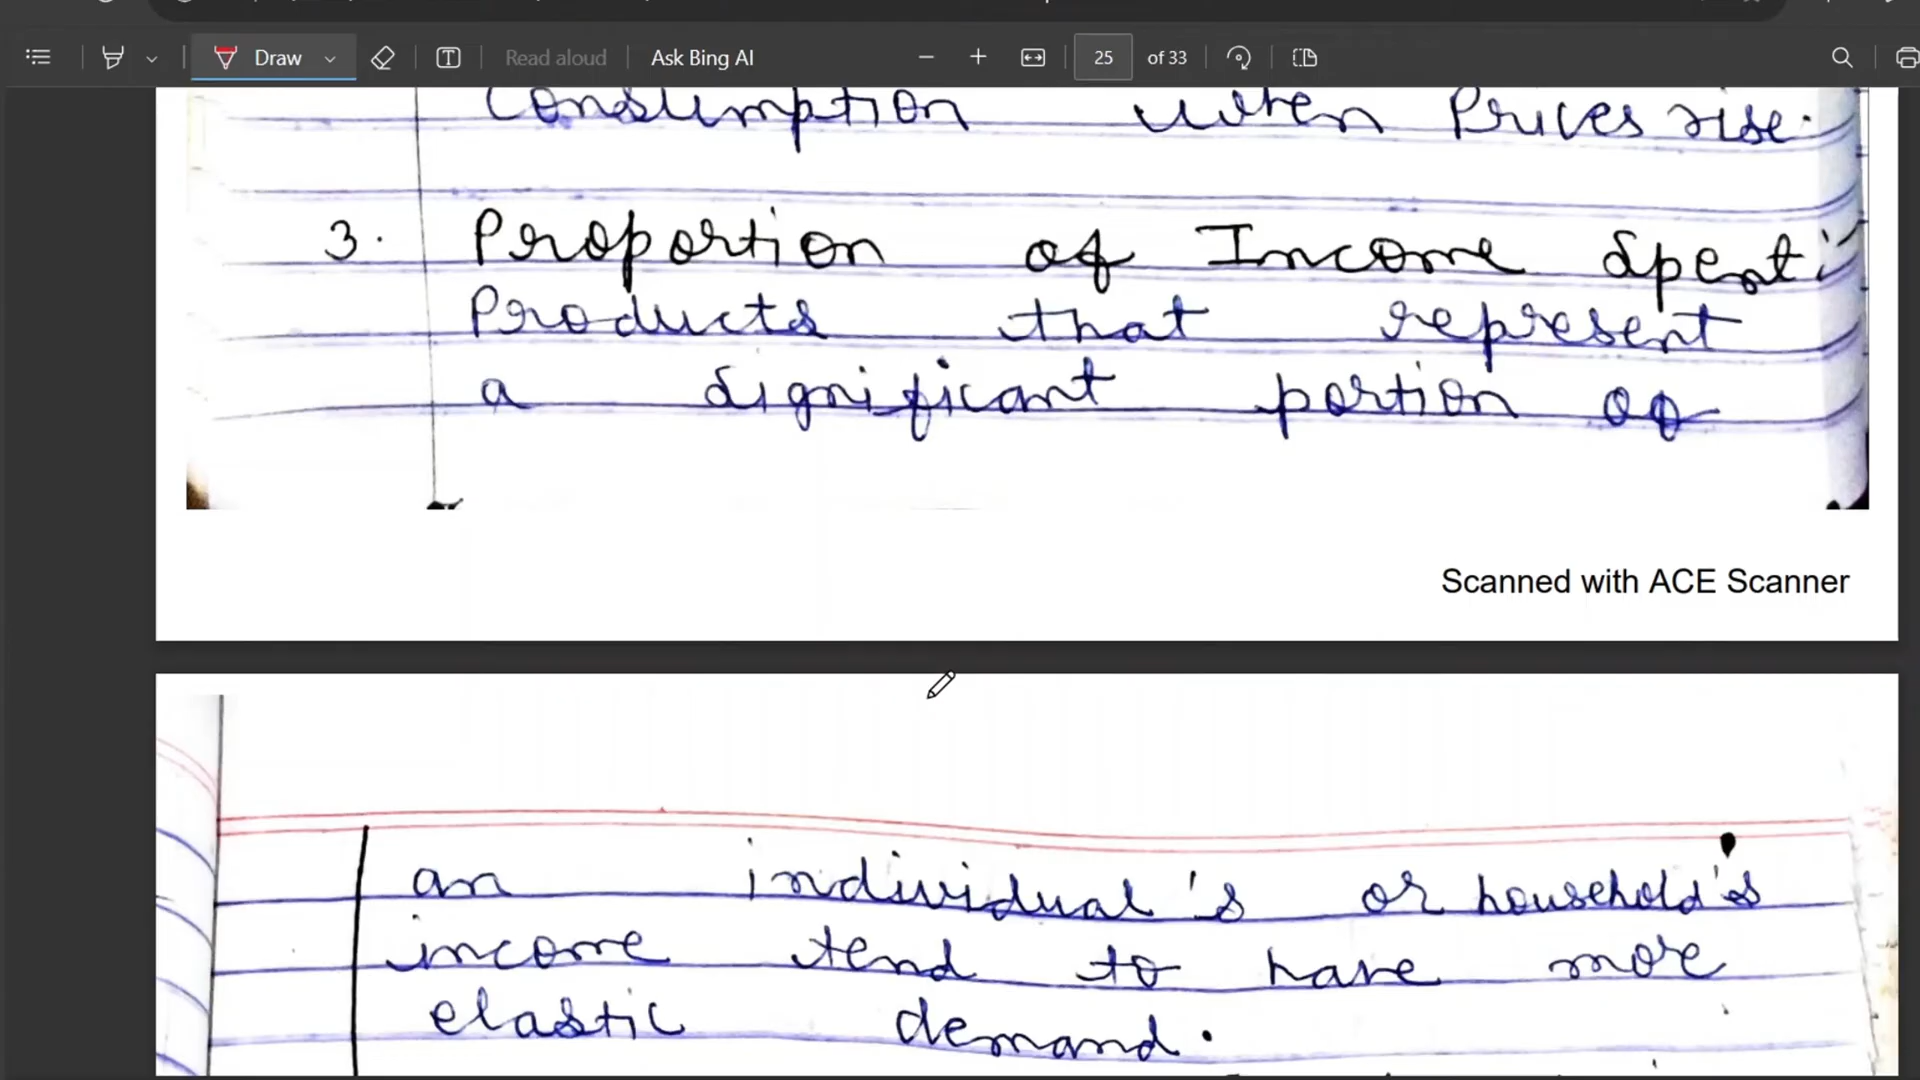 Draw
Read aloud
Ask Bing AI
25
of 33
Consumption when Prices rise.
3. Proportion of Income Spent:
Products that represent
a significant portion of
Scanned with ACE Scanner
an individual's or household's
income tend to have more
elastic demand.